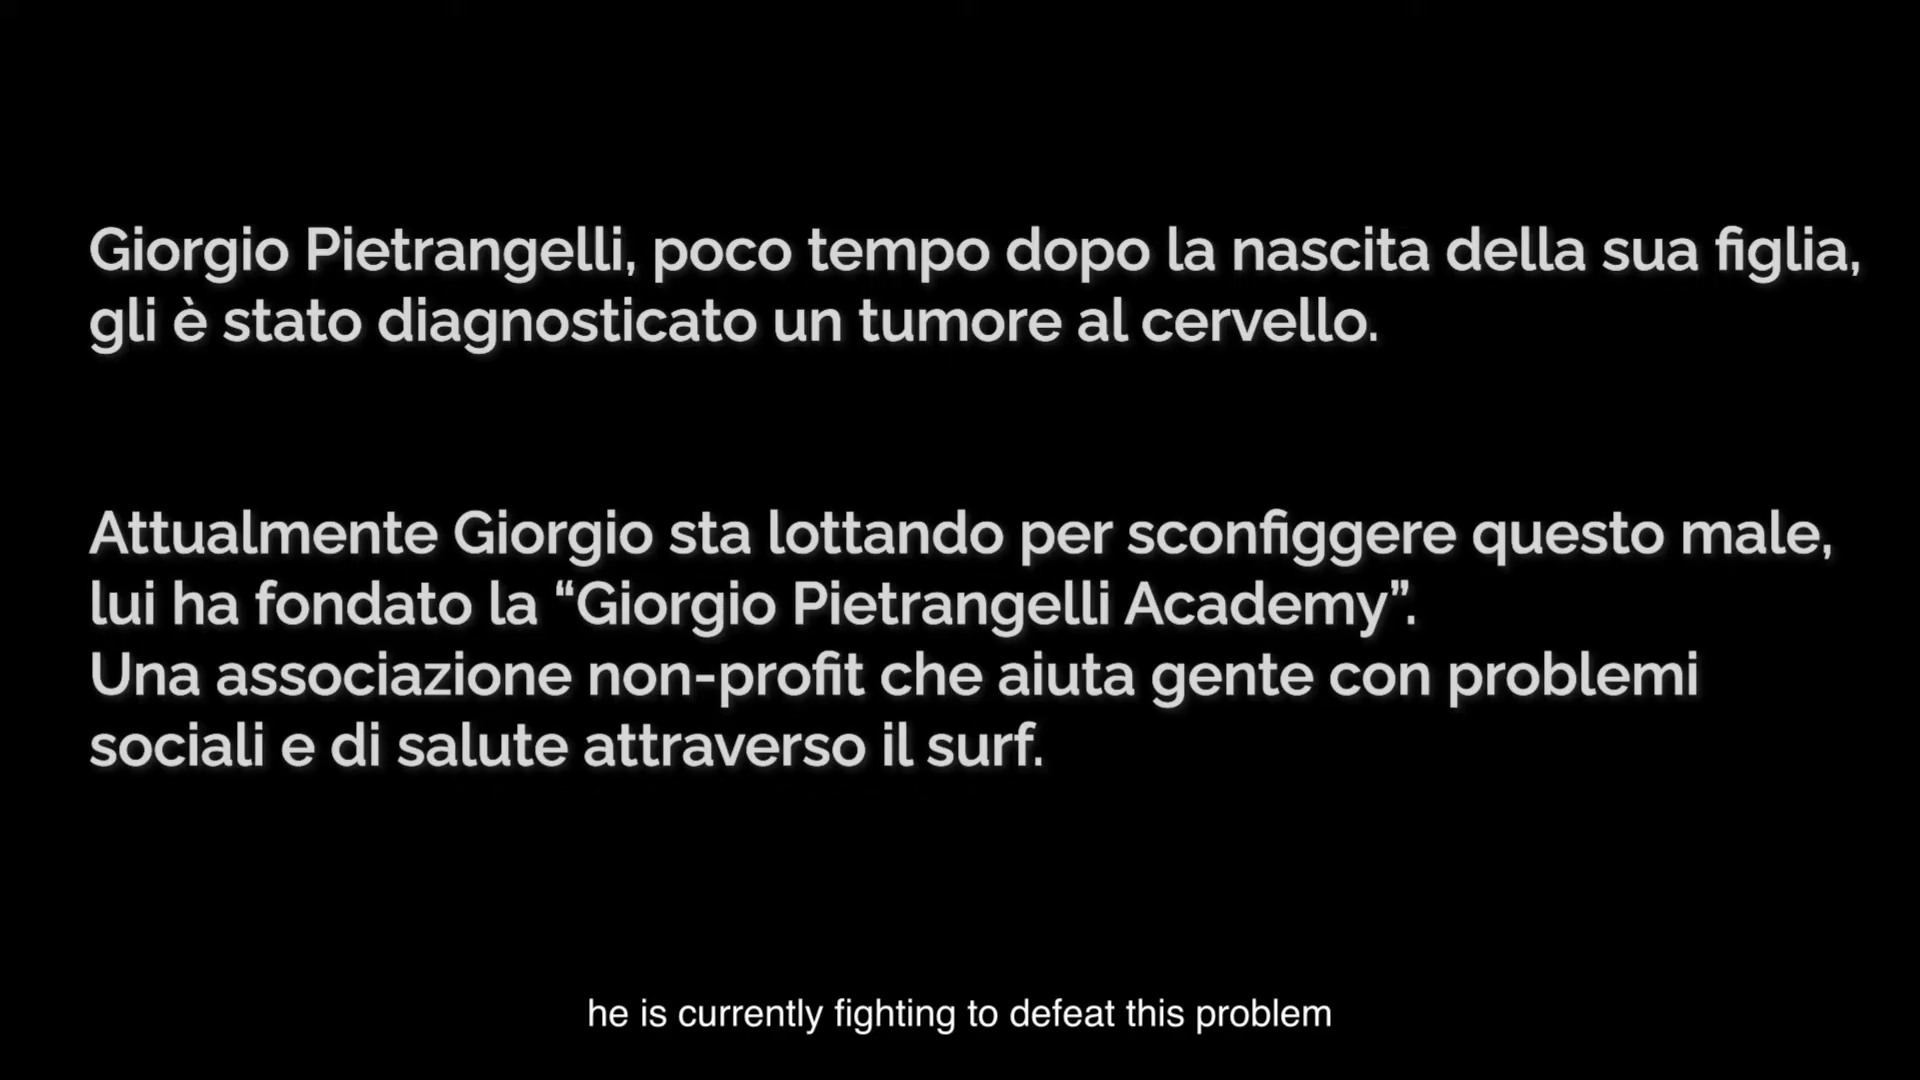 Giorgio Pietrangelli, poco tempo dopo la nascita della sua figlia,
gli è stato diagnosticato un tumore al cervello.
Attualmente Giorgio sta lottando per sconfiggere questo male,
lui ha fondato la “Giorgio Pietrangelli Academy”.
Una associazione non-profit che aiuta gente con problemi
sociali e di salute attraverso il surf.
he is currently fighting to defeat this problem